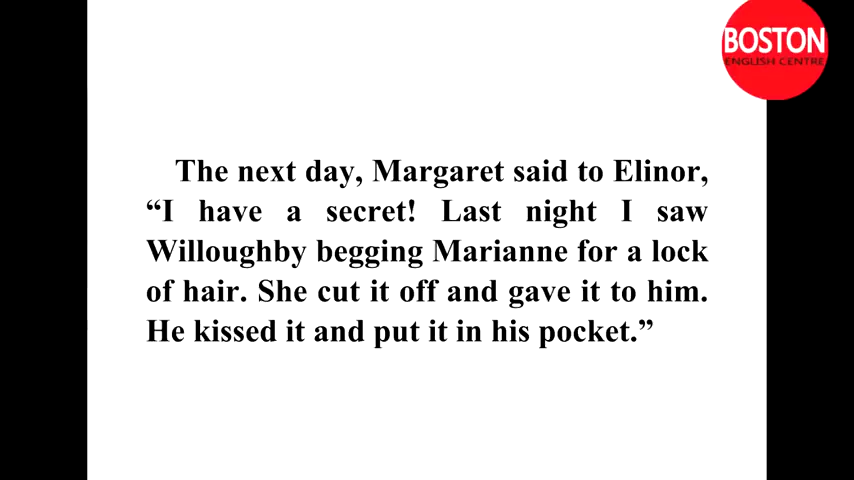 BOSTON
ENGLISH CENTRE
The next day, Margaret said to Elinor,
“I have a secret! Last night I saw
Willoughby begging Marianne for a lock
of hair. She cut it off and gave it to him.
He kissed it and put it in his pocket.”